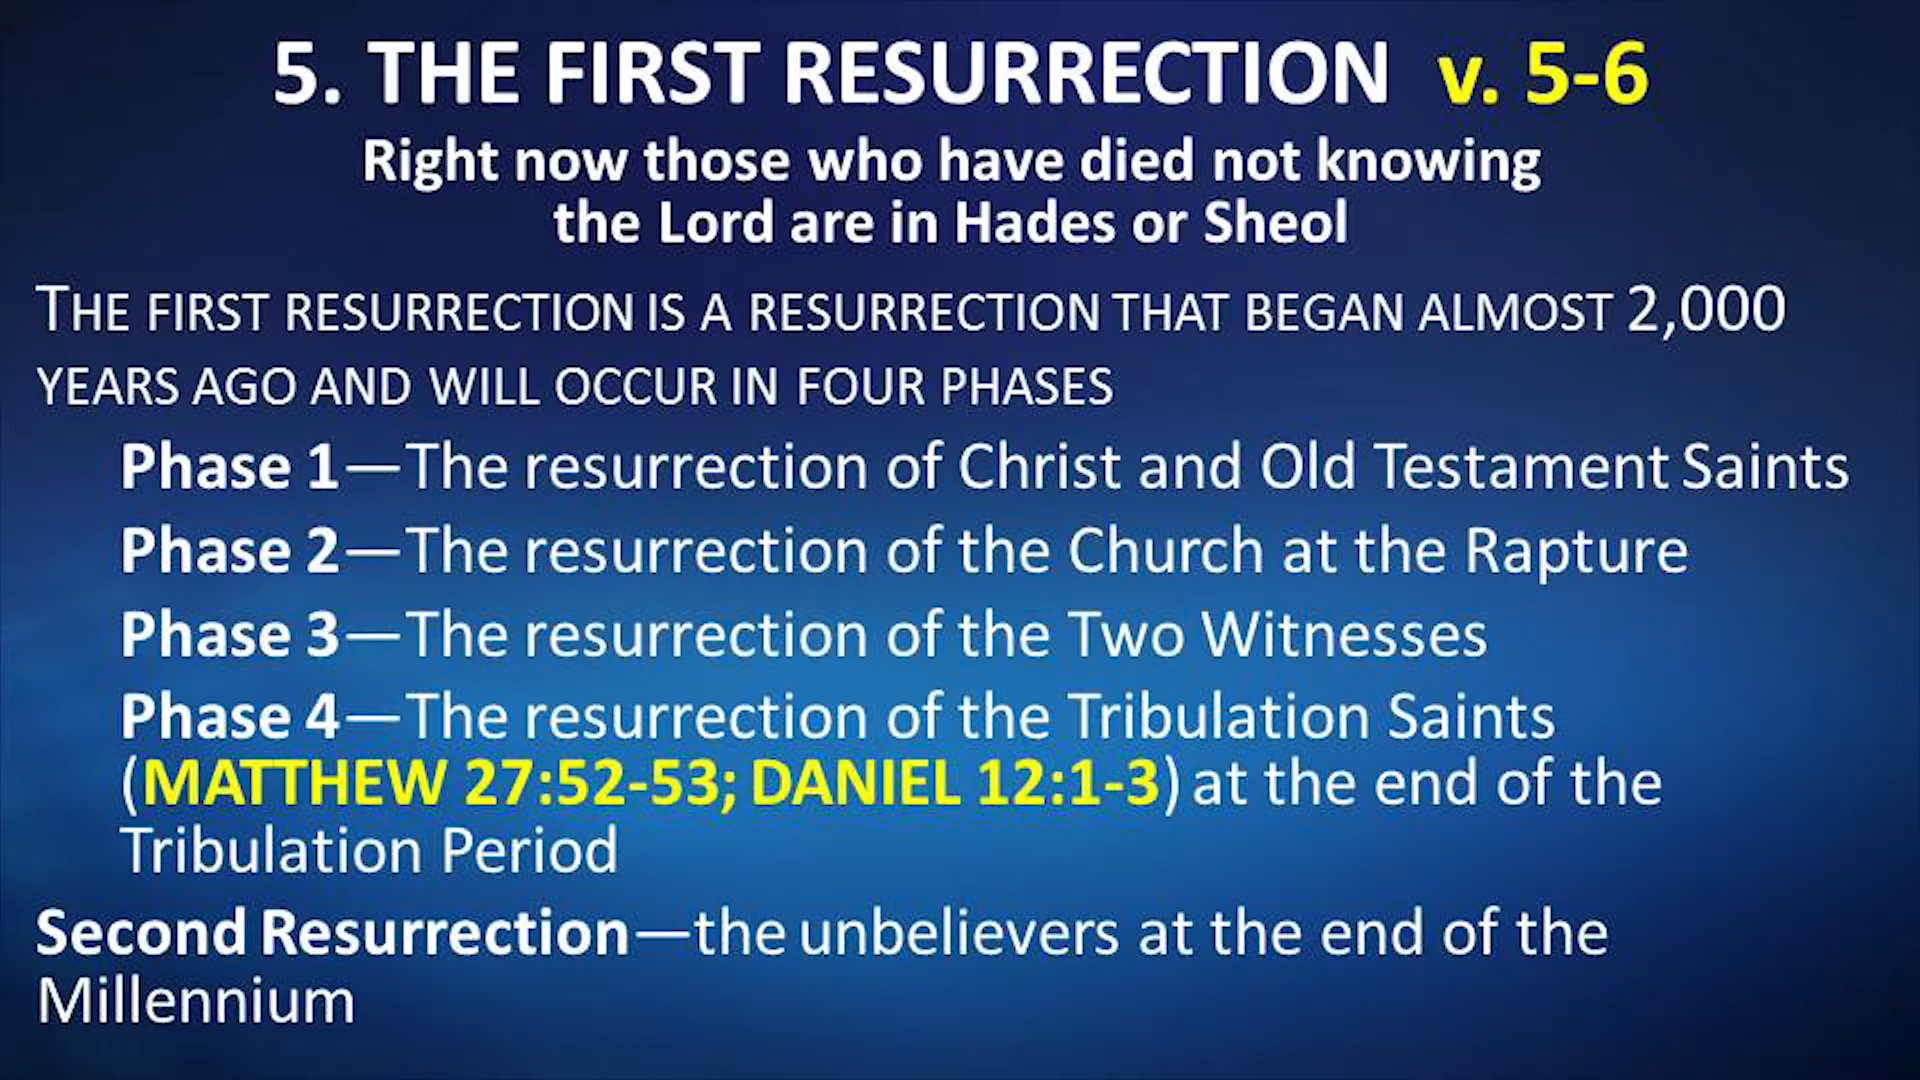 5. THE FIRST RESURRECTION v. 5-6
Right now those who have died not knowing
the Lord are in Hades or Sheol
THE FIRST RESURRECTION IS A RESURRECTION THAT BEGAN ALMOST 2,000
YEARS AGO AND WILL OCCUR IN FOUR PHASES
Phase 1—The resurrection of Christ and Old Testament Saints
Phase 2—The resurrection of the Church at the Rapture
Phase 3—The resurrection of the Two Witnesses
Phase 4—The resurrection of the Tribulation Saints
(MATTHEW 27:52-53; DANIEL 12:1-3) at the end of the
Tribulation Period
Second Resurrection—the unbelievers at the end of the
Millennium